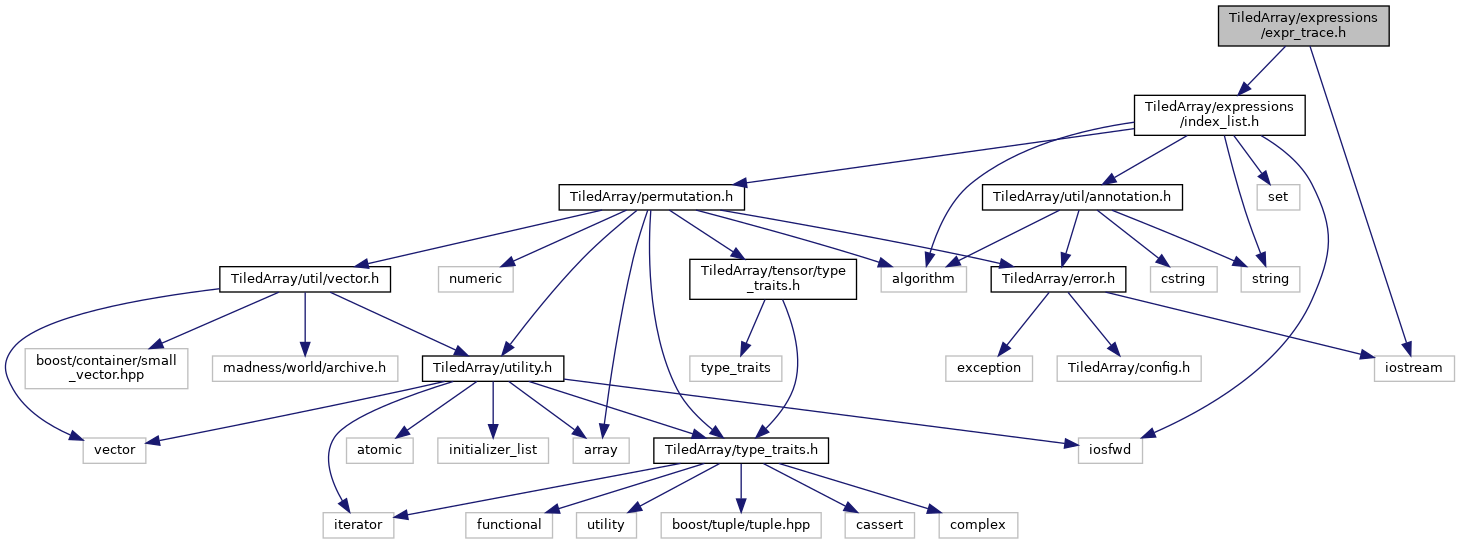 TiledArray/expressions
/expr_trace.h
TiledArray/expressions
/index_list.h
TiledArray/permutation.h
TiledArray/util/annotation.h
set
TiledArray/util/vector.h
numeric
TiledArray/tensor/type
_traits.h
algorithm
TiledArray/error.h
cstring
string
boost/container/small
_vector.hpp
madness/world/archive.h
TiledArray/utility.h
type_traits
exception
TiledArray/config.h
iostream
vector
atomic
initializer_list
array
TiledArray/type_traits.h
iosfwd
iterator
functional
utility
boost/tuple/tuple.hpp
cassert
complex